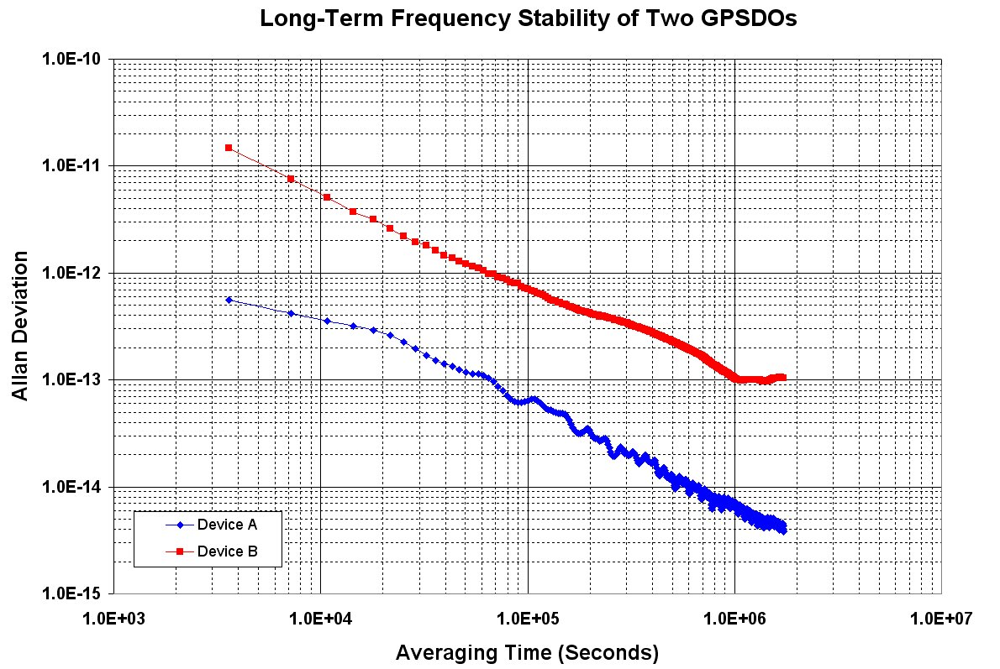 Long-Term Frequency Stability of Two GPSDOs
1.0E-10
1.0E-11
1.0E-12
1.0E-13
1.0E-14
1.0E-15
Allan Deviation
Device A
Device B
1.0E+03 1.0E+04 1.0E+05 1.0E+06 1.0E+07
Averaging Time (Seconds)